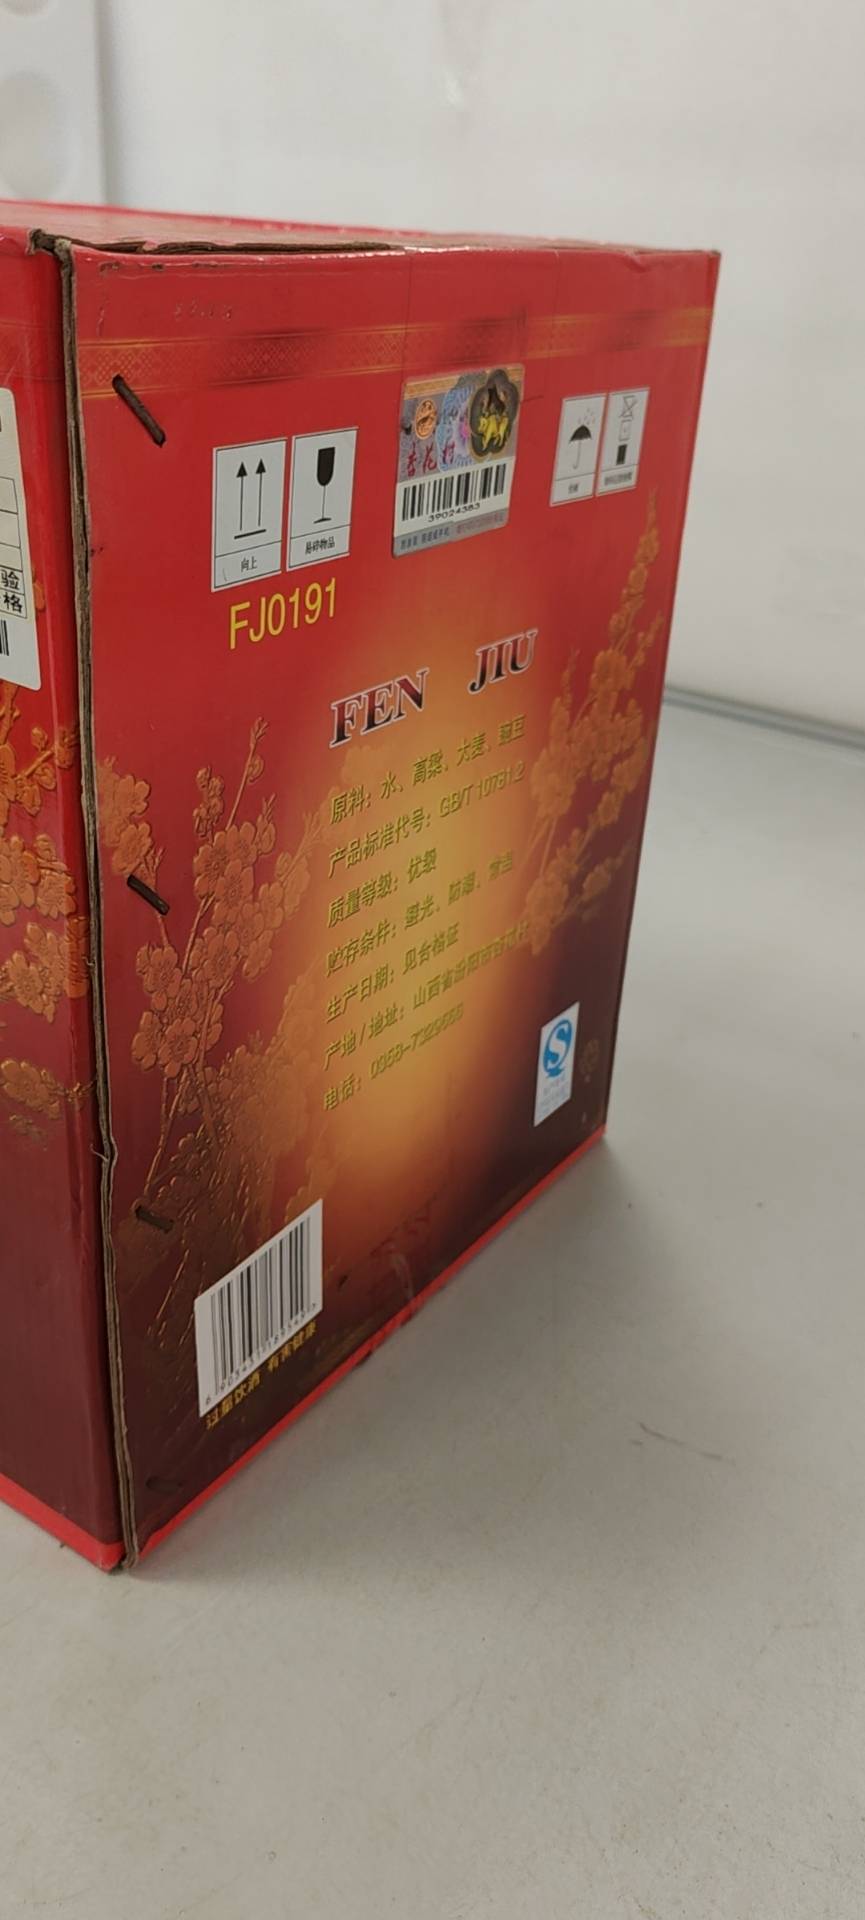 验
格
杏花村
39024383
向上
易碎物品
FJ0191
FEN JIU
原料：水、高粱、大麦、豌豆
产品标准代号：GB/T 10781.2
质量等级：优级
贮存条件：避光、防潮、常温
生产日期：见合格证
产地/地址：山西省汾阳市杏花村
电话：0358-7329658
过量饮酒 有害健康